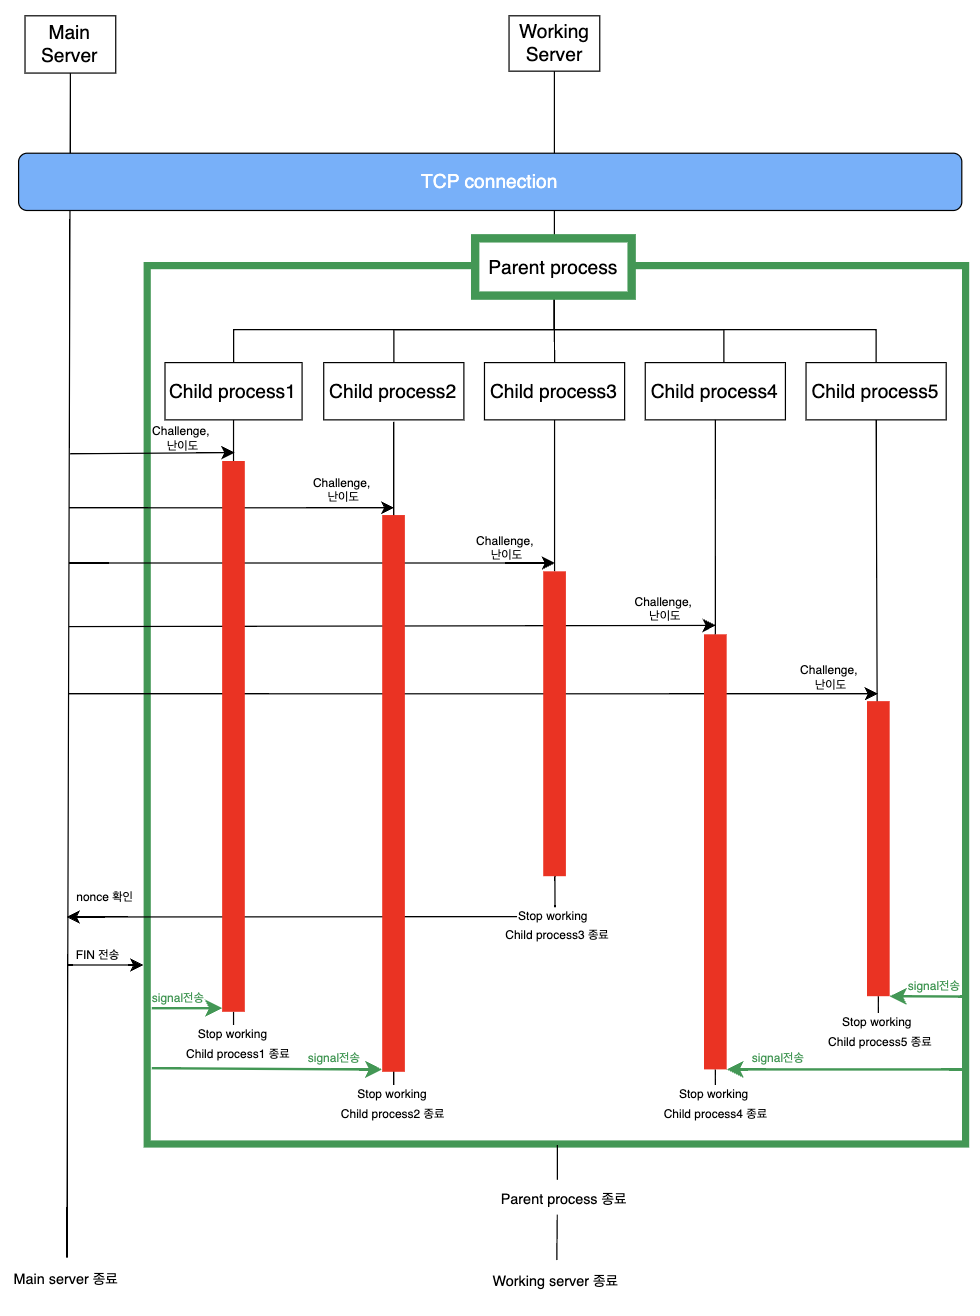 Main
Server
Working
Server
TCP connection
Parent process
Child process1
Child process2
Child process3
Child process4
Child process5
Challenge,
난이도
Challenge,
난이도
Challenge,
난이도
Challenge,
난이도
Challenge,
난이도
nonce 확인
Stop working
Child process3 종료
FIN 전송
signal전송
signal전송
Stop working
Child process5 종료
Stop working
Child process1 종료
signal전송
signal전송
Stop working
Child process2 종료
Stop working
Child process4 종료
Parent process 종료
Main server 종료
Working server 종료